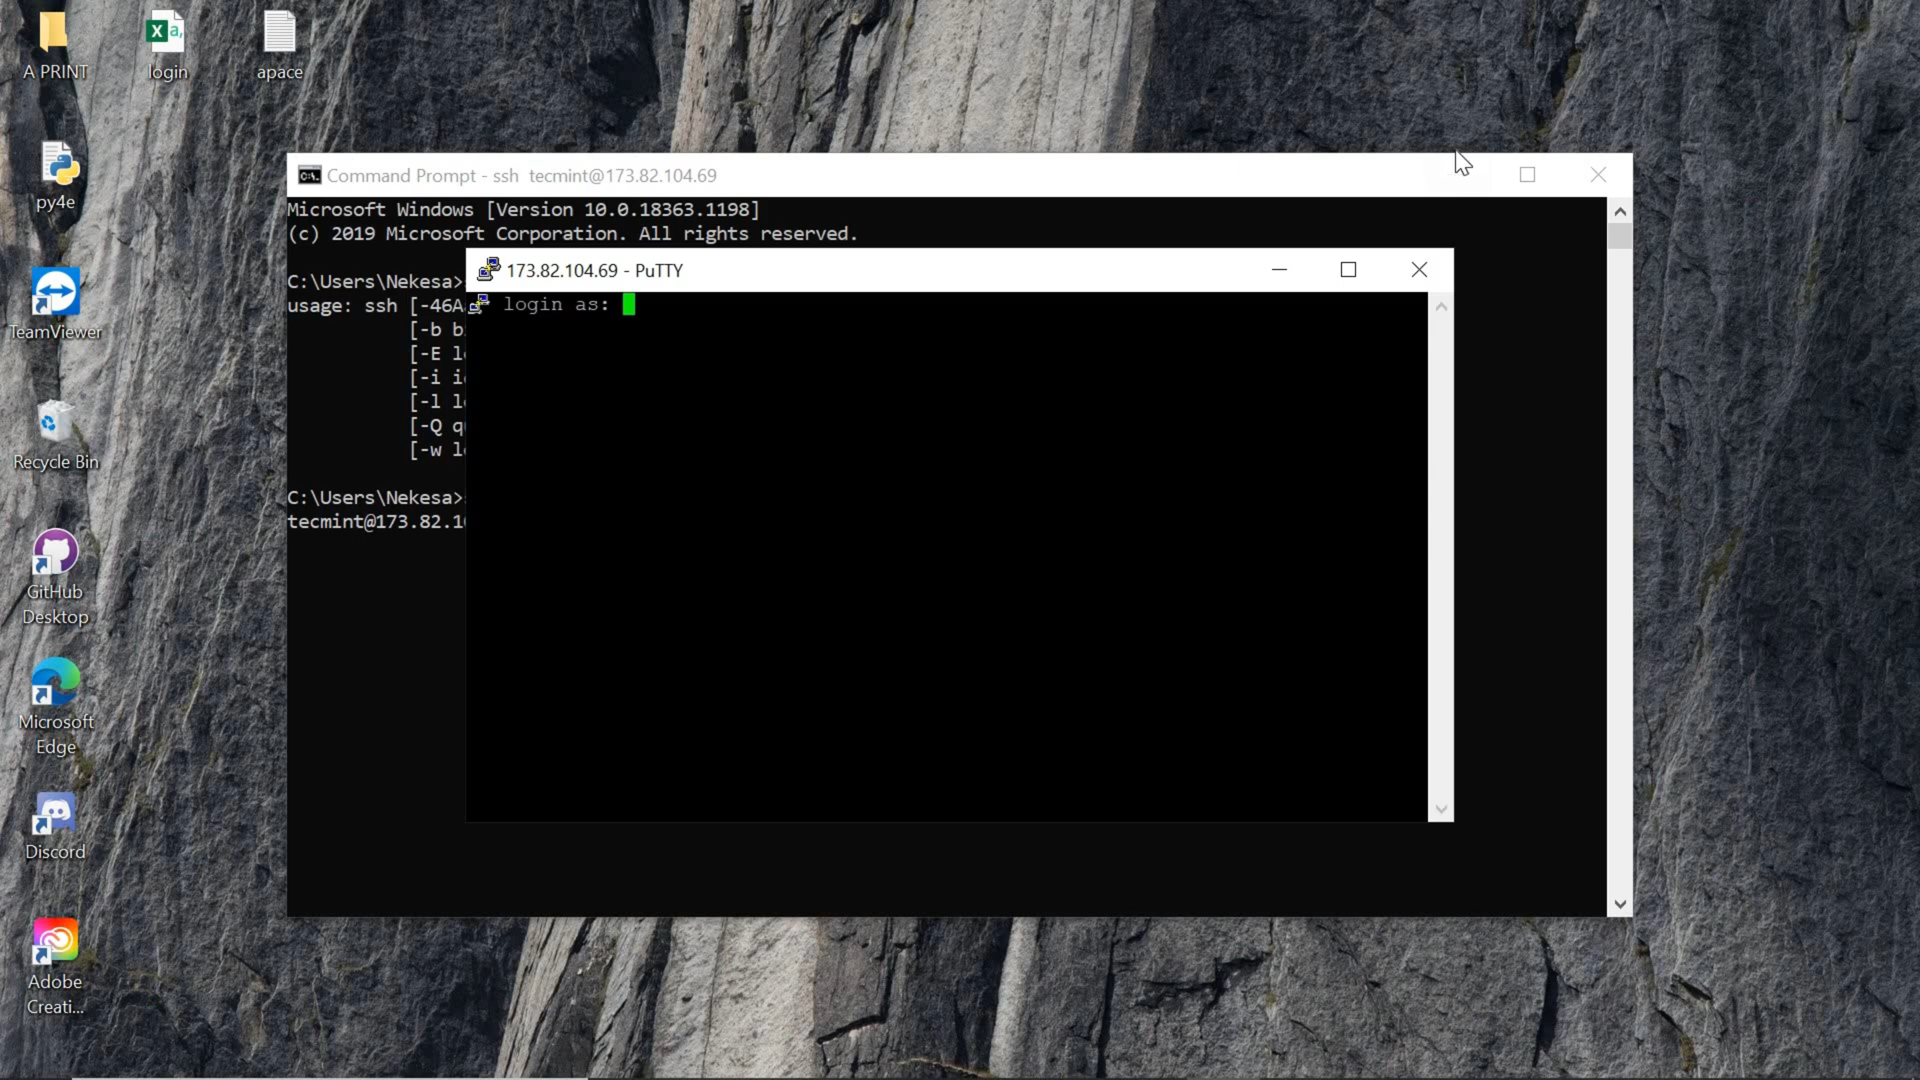 A PRINT
login
apace
py4e
TeamViewer
Recycle Bin
GitHub
Desktop
Microsoft
Edge
Discord
Adobe
Creati...
Command Prompt - ssh  tecmint@173.82.104.69
Microsoft Windows [Version 10.0.18363.1198]
(c) 2019 Microsoft Corporation. All rights reserved.
C:\Users\Nekesa>
usage: ssh [-46A
[-b b
[-E l
[-i i
[-l l
[-Q q
[-w l
C:\Users\Nekesa>
tecmint@173.82.1
173.82.104.69 - PuTTY
login as: